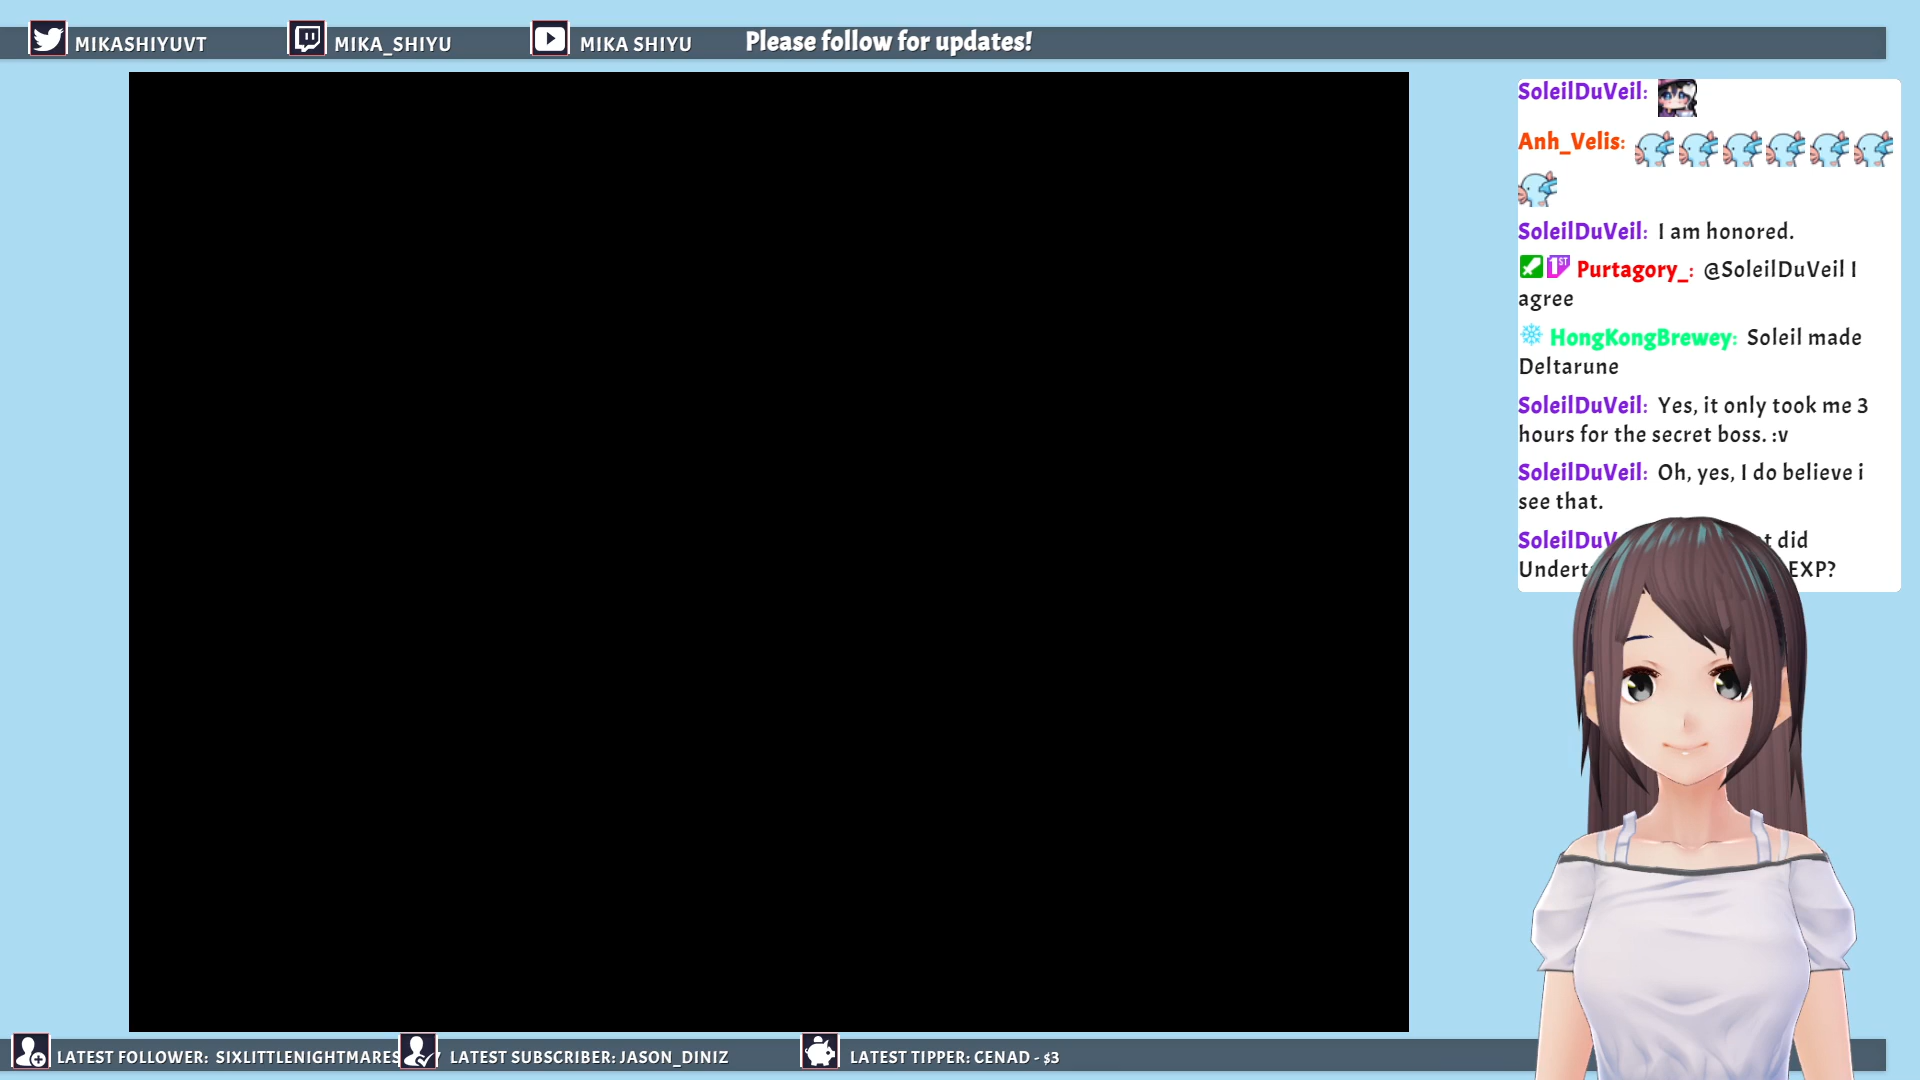 MIKASHIYUVT
MIKA_SHIYU
MIKA SHIYU
Please follow for updates!
SoleilDuVeil:
Anh_Velis:
SoleilDuVeil: I am honored.
1ST Purtagory_: @SoleilDuVeil I
agree
HongKongBrewey: Soleil made
Deltarune
SoleilDuVeil: Yes, it only took me 3
hours for the secret boss. :v
SoleilDuVeil: Oh, yes, I do believe i
see that.
did
EXP?
LATEST FOLLOWER: SIXLITTLENIGHTMARES
LATEST SUBSCRIBER: JASON_DINIZ
LATEST TIPPER: CENAD - $3